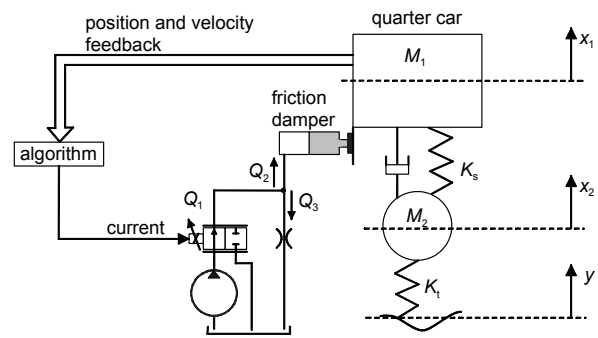 position and velocity
feedback
quarter car
M1
x1
friction
damper
algorithm
Q2
Ks
Q1
Q3
x2
current
M2
Kt
y